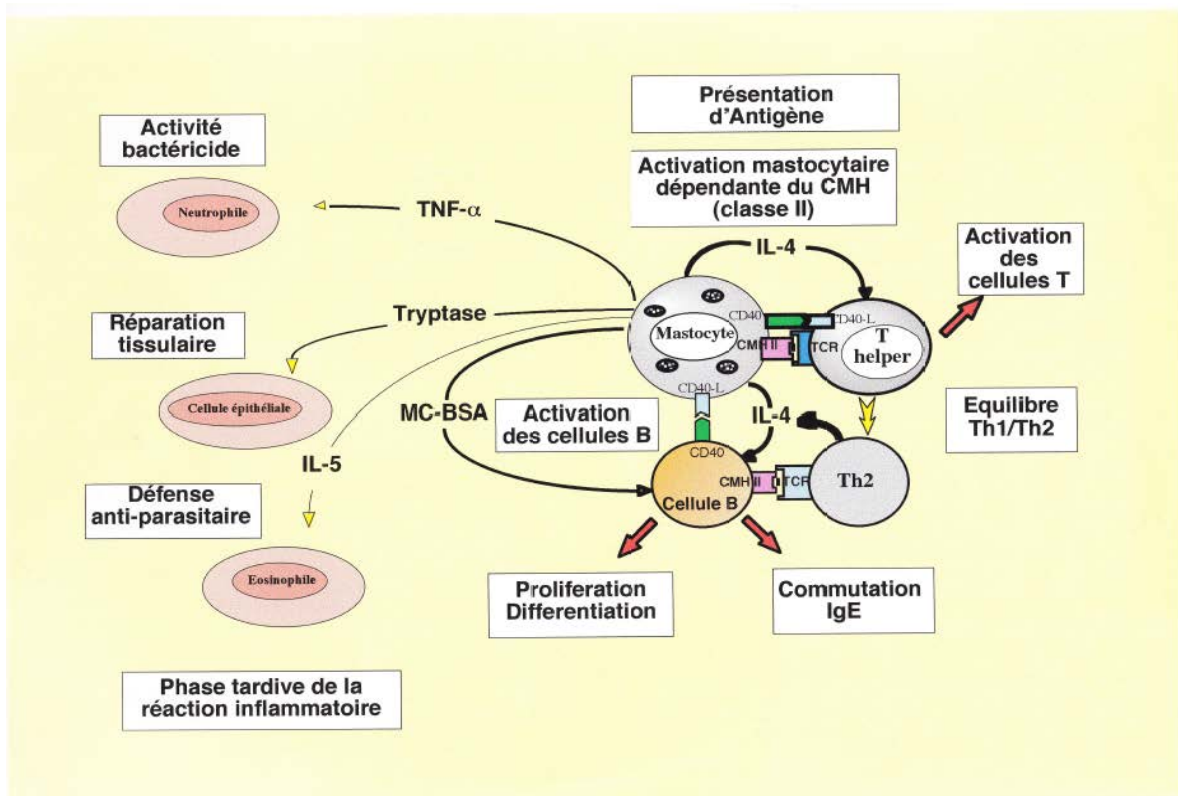 Présentation
d'Antigène
Activité
bactéricide
Neutrophile
TNF-α
Activation mastocytaire
dépendante du CMH
(classe II)
IL-4
Activation
des
cellules T
Réparation
tissulaire
Tryptase
Cellule épithéliale
Mastocyte
CD40
CD40-L
CMH II
TCR
T
helper
CD40-L
MC-BSA
Activation
des cellules B
IL-4
Equilibre
Th1/Th2
IL-5
CD40
CMH II
TCR
Th2
Cellule B
Défense
anti-parasitaire
Eosinophile
Proliferation
Differentiation
Commutation
IgE
Phase tardive de la
réaction inflammatoire